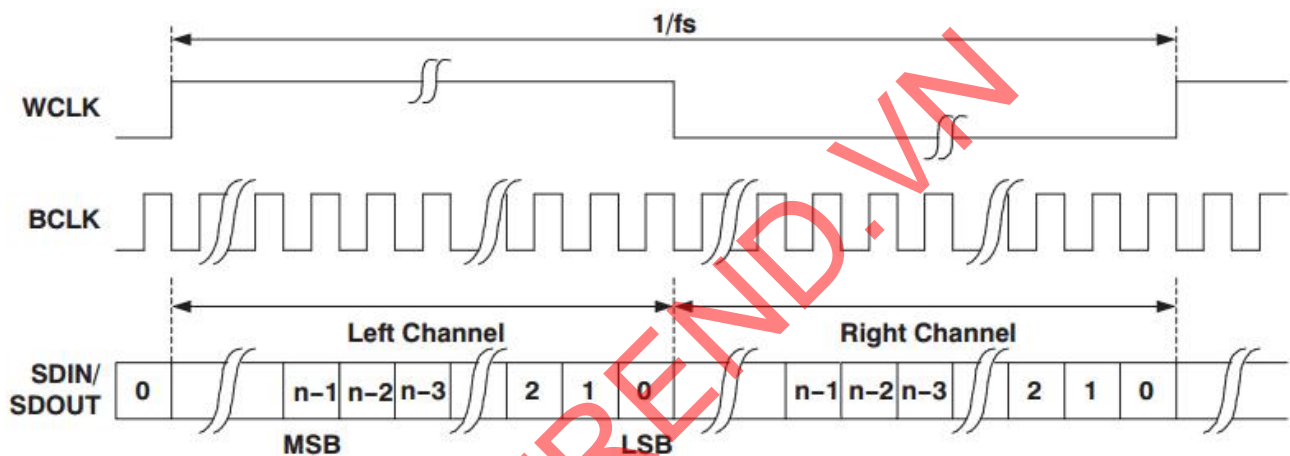 1/fs
WCLK
BCLK
Left Channel
Right Channel
SDIN/
SDOUT
0 n-1 n-2 n-3 2 1 0 n-1 n-2 n-3 2 1 0
MSB LSB
REND.VN